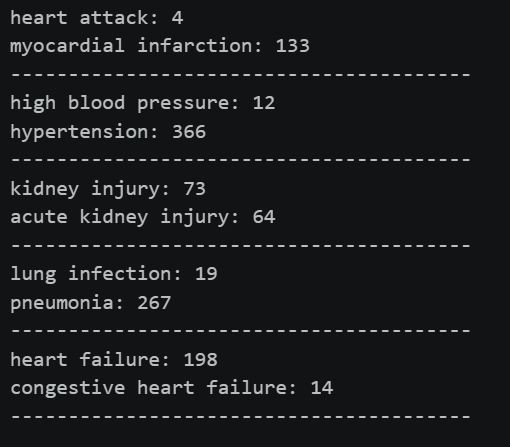 heart attack: 4
myocardial infarction: 133
----------------------------------------
high blood pressure: 12
hypertension: 366
----------------------------------------
kidney injury: 73
acute kidney injury: 64
----------------------------------------
lung infection: 19
pneumonia: 267
----------------------------------------
heart failure: 198
congestive heart failure: 14
----------------------------------------